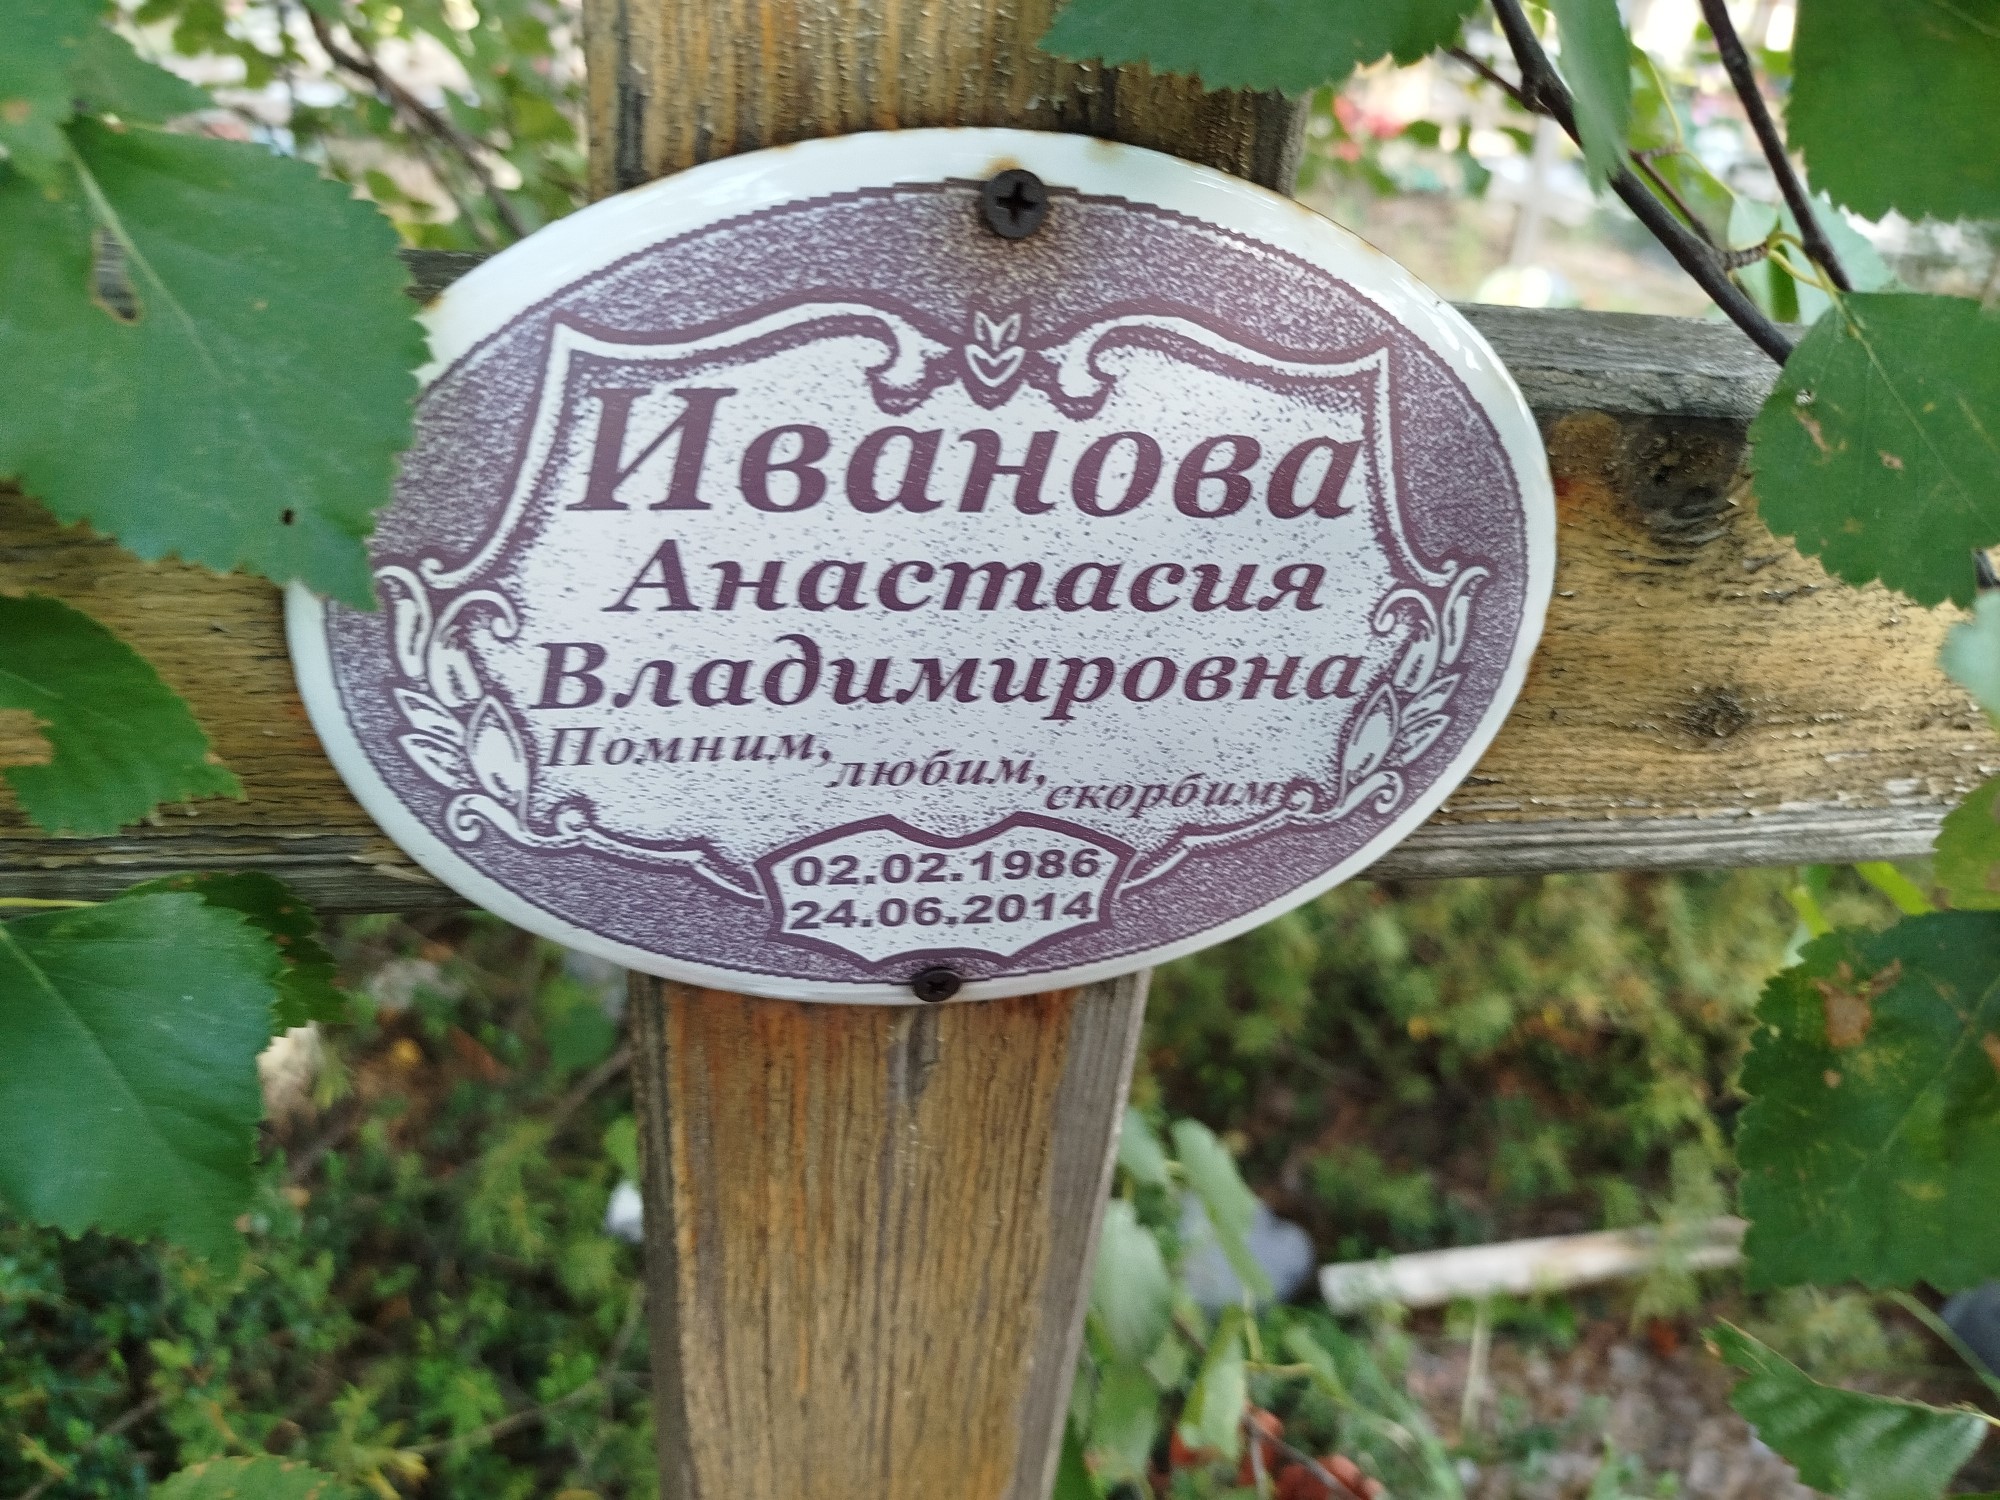 Иванова
Анастасия
Владимировна
Помним, любим, скорбим
02.02.1986
24.06.2014